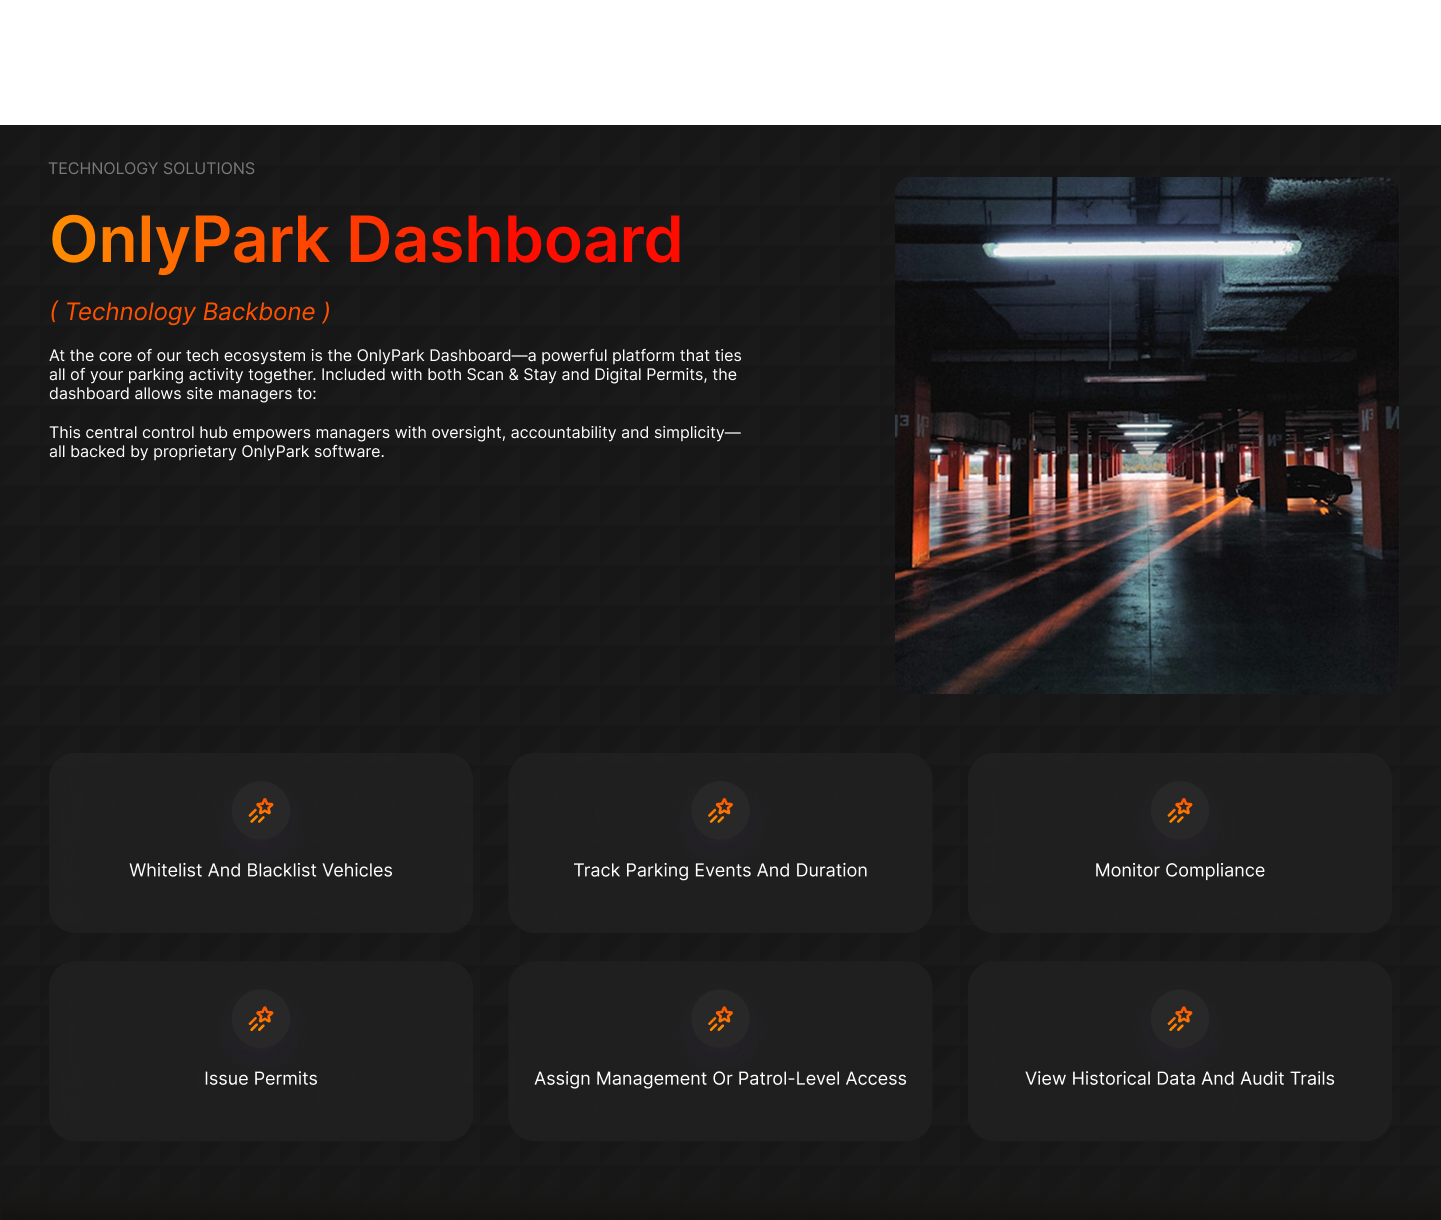 TECHNOLOGY SOLUTIONS
OnlyPark Dashboard
( Technology Backbone )
At the core of our tech ecosystem is the OnlyPark Dashboard—a powerful platform that ties
all of your parking activity together. Included with both Scan & Stay and Digital Permits, the
dashboard allows site managers to:
This central control hub empowers managers with oversight, accountability and simplicity—
all backed by proprietary OnlyPark software.
Whitelist And Blacklist Vehicles
Track Parking Events And Duration
Monitor Compliance
Issue Permits
Assign Management Or Patrol-Level Access
View Historical Data And Audit Trails